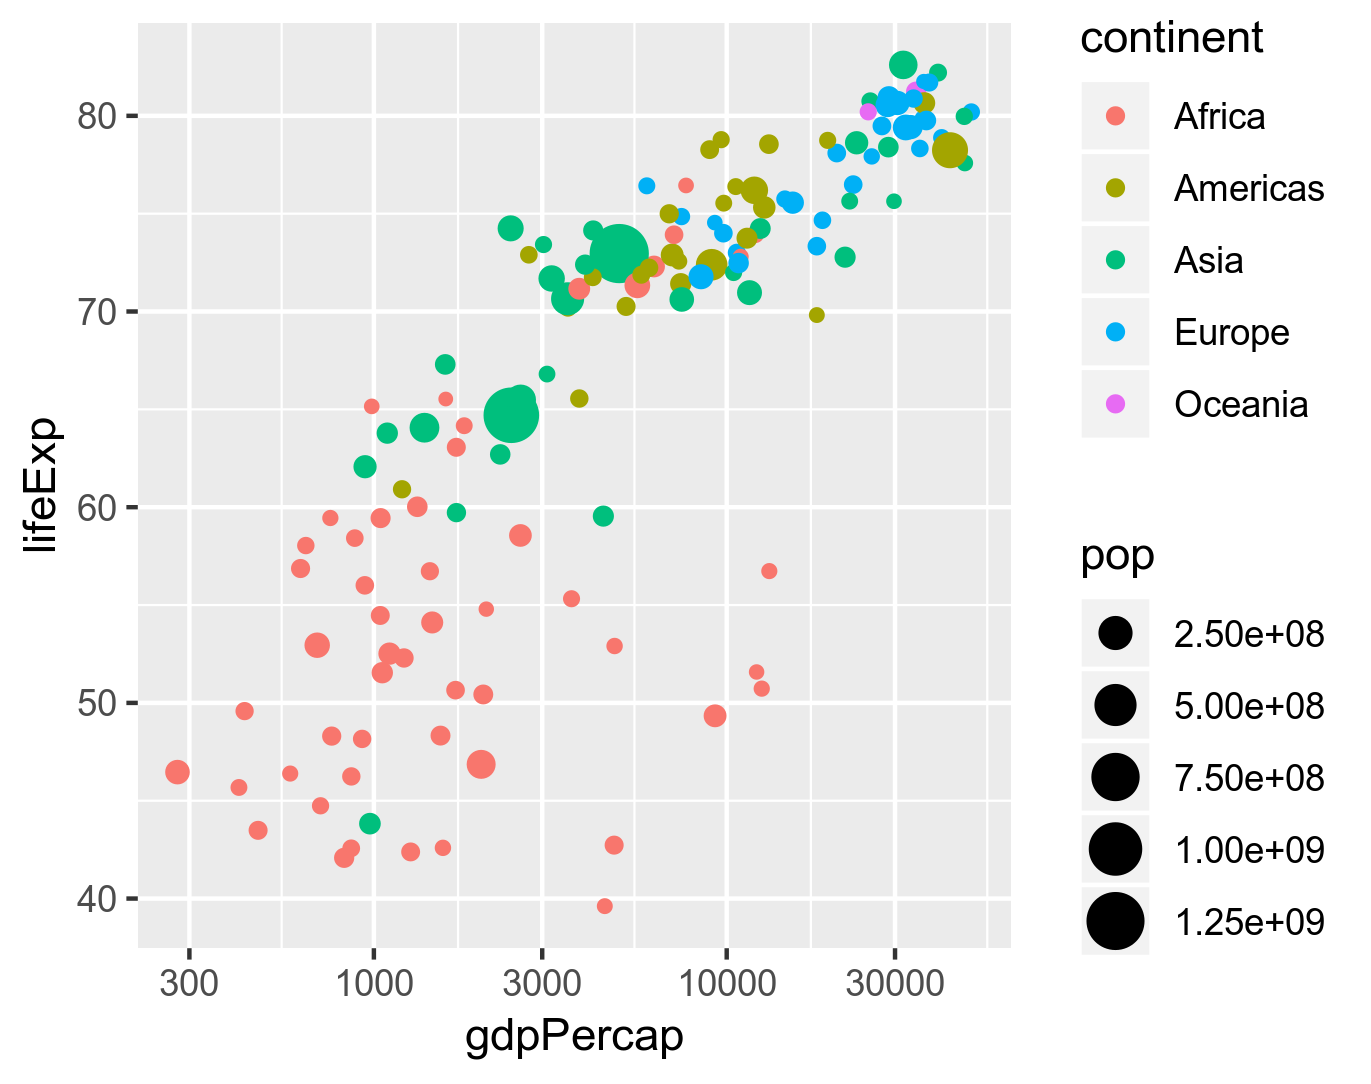 continent
Africa
Americas
Asia
Europe
Oceania
pop
2.50e+08
5.00e+08
7.50e+08
1.00e+09
1.25e+09
lifeExp
80
70
60
50
40
300 1000 3000 10000 30000
gdpPercap